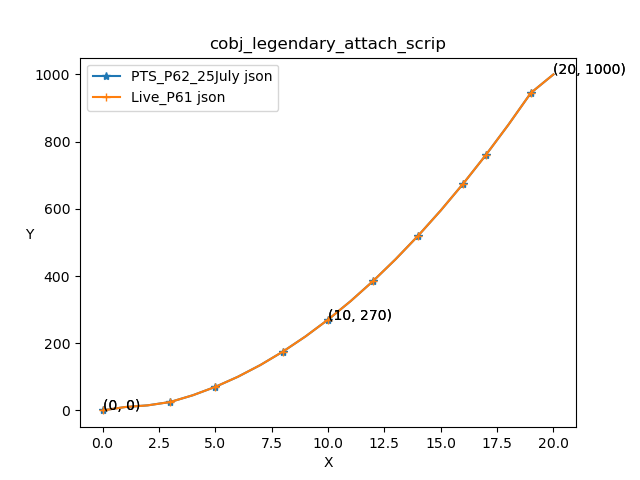 cobj_legendary_attach_scrip
PTS_P62_25July json
Live_P61 json
(20, 1000)
(10, 270)
(0, 0)
Y
1000
800
600
400
200
0
0.0 2.5 5.0 7.5 10.0 12.5 15.0 17.5 20.0
X